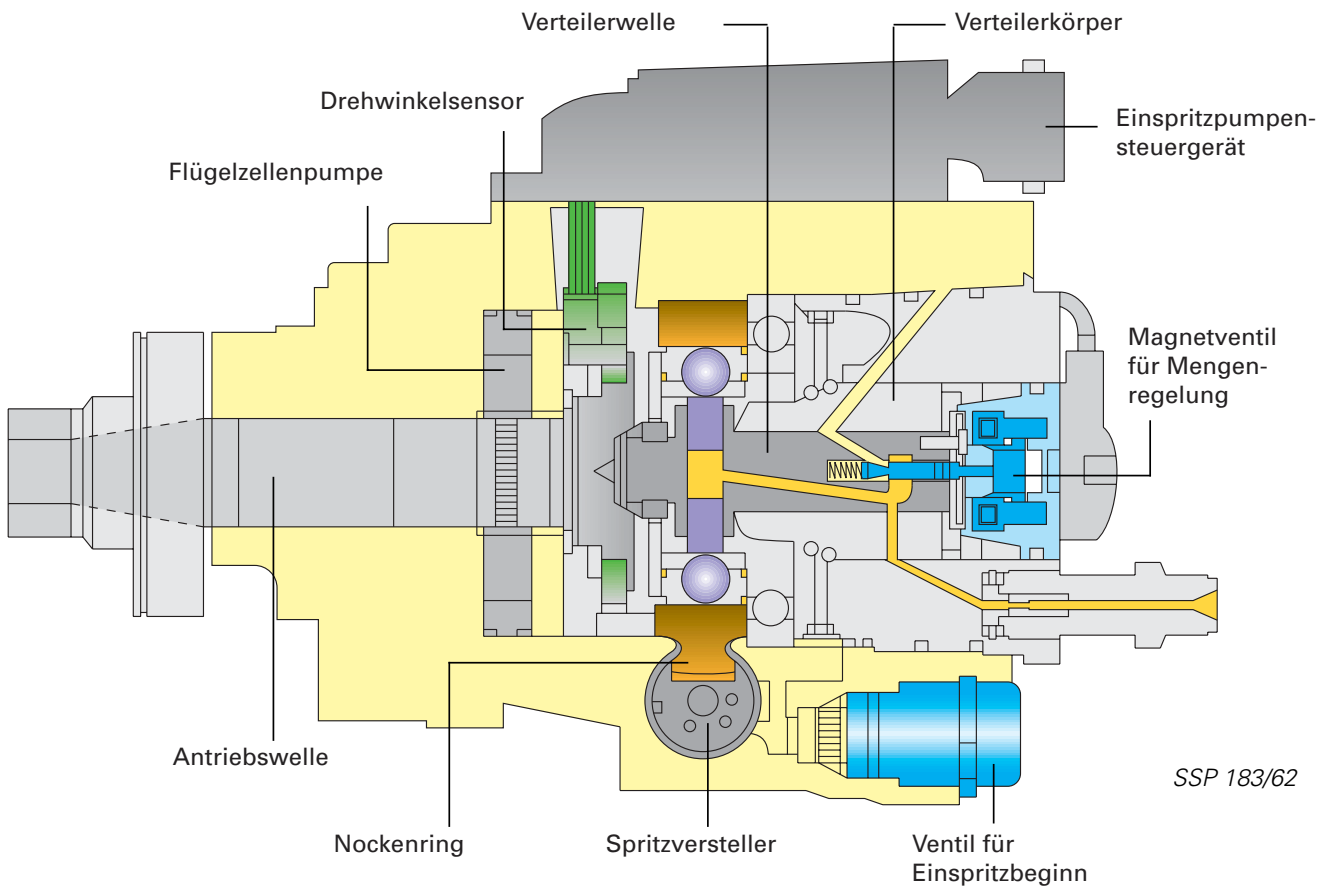 Verteilerwelle
Verteilerkörper
Drehwinkelsensor
Einspritzpumpen-
steuergerät
Flügelzellenpumpe
Magnetventil
für Mengen-
regelung
Antriebswelle
SSP 183/62
Nockenring
Spritzversteller
Ventil für
Einspritzbeginn